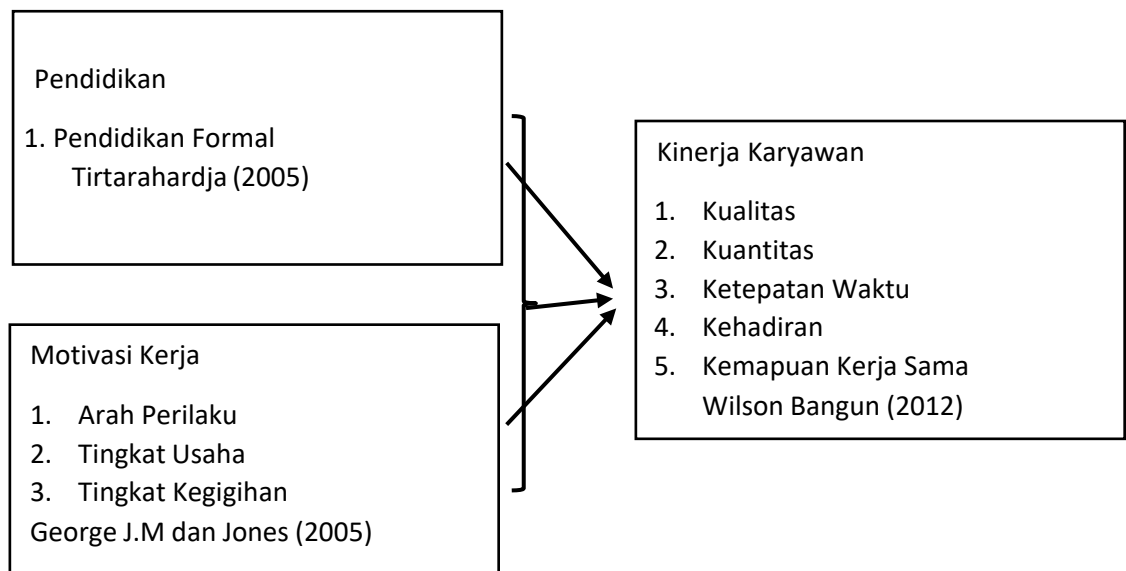 Pendidikan
1. Pendidikan Formal
Tirtarahardja (2005)
Motivasi Kerja
1. Arah Perilaku
2. Tingkat Usaha
3. Tingkat Kegigihan
George J.M dan Jones (2005)
Kinerja Karyawan
1. Kualitas
2. Kuantitas
3. Ketepatan Waktu
4. Kehadiran
5. Kemapuan Kerja Sama
Wilson Bangun (2012)